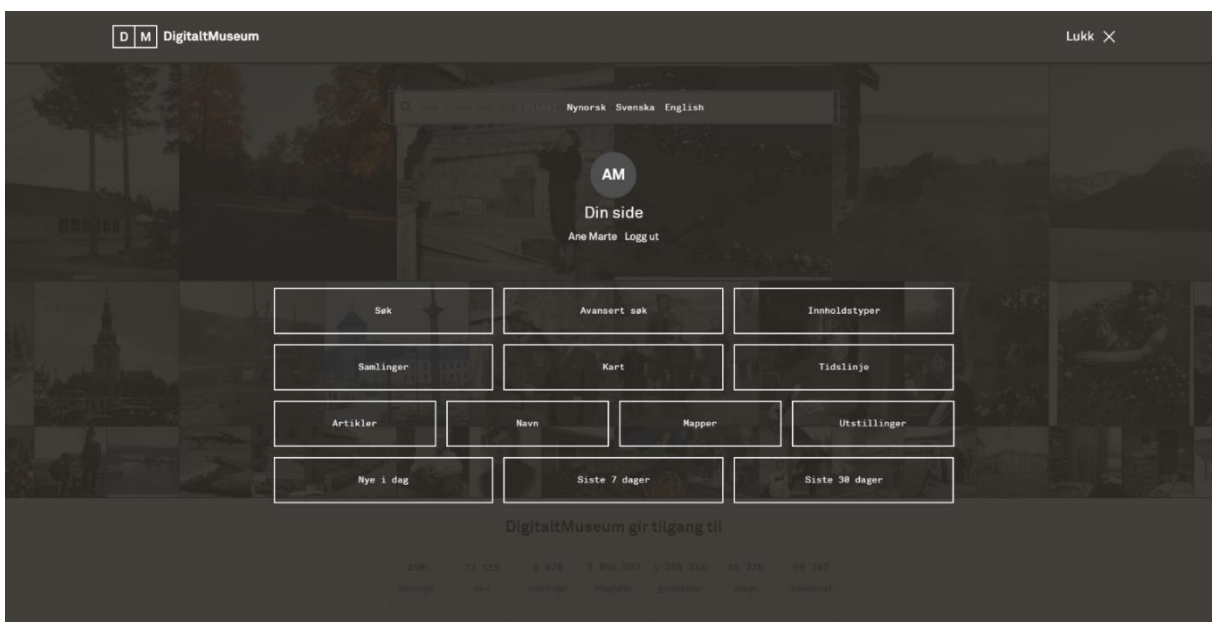 D M DigitaltMuseum
Lukk
Nynorsk Svenska English
AM
Din side
Ane Marte Logg ut
Søk Avansert søk Innholdstyper
Samlinger Kart Tidslinje
Artikler Navn Mapper Utstillinger
Nye i dag Siste 7 dager Siste 30 dager
DigitaltMuseum gir tilgang til